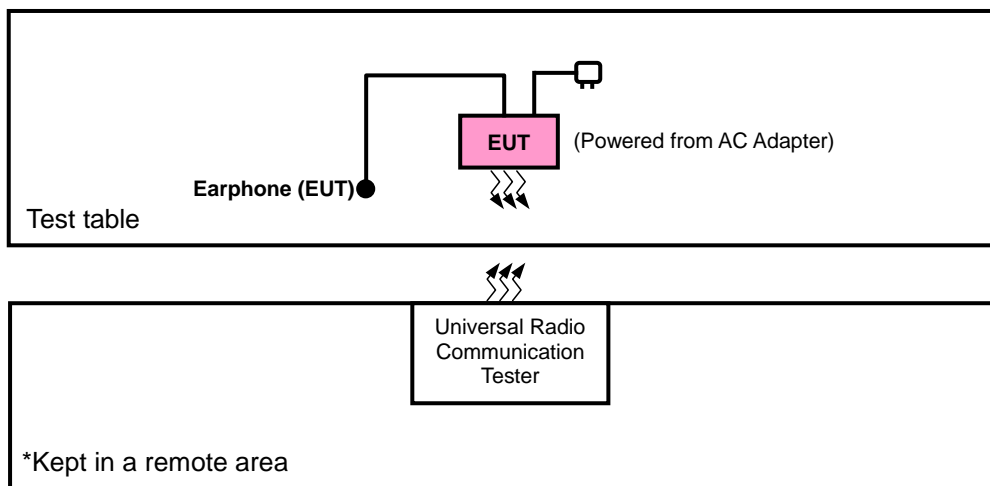 EUT
(Powered from AC Adapter)
Earphone (EUT)
Test table
Universal Radio
Communication
Tester
*Kept in a remote area